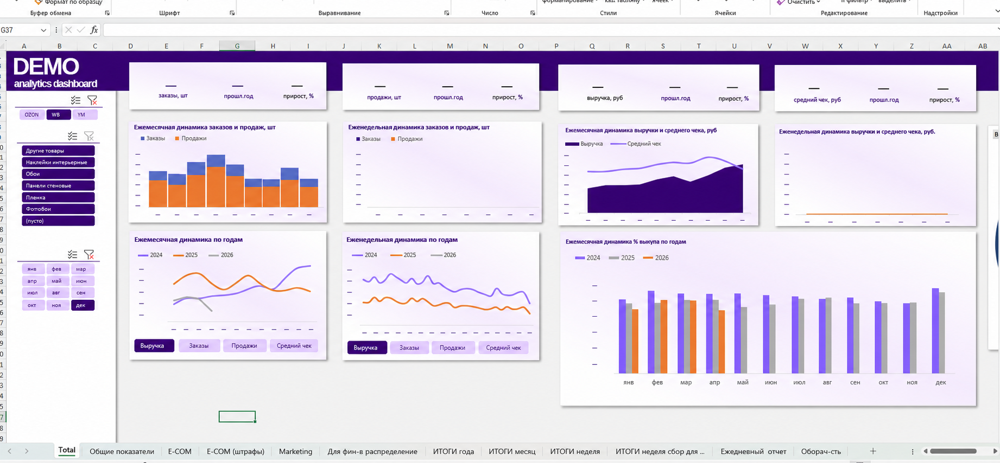 Формат по образцу
форматирование
как таблицу
ячеек
Очистить
фильтр
выделить
Буфер обмена
Шрифт
Выравнивание
Число
Стили
Ячейки
Редактирование
Надстройки
G37
fx
A B C D E F G H I J K L M N O P Q R S T U V W X Y Z AA AB
DEMO
analytics dashboard
заказы, шт
прошл.год
прирост, %
продажи, шт
прошл.год
прирост, %
выручка, руб
прошл.год
прирост, %
средний чек, руб
прошл.год
прирост, %
OZON
WB
YM
Другие товары
Наклейки интерьерные
Обои
Панели стеновые
Пленка
Фотобои
(пусто)
янв
фев
мар
апр
май
июн
июл
авг
сен
окт
ноя
дек
Ежемесячная динамика заказов и продаж, шт
Заказы
Продажи
Еженедельная динамика заказов и продаж, шт
Заказы
Продажи
Ежемесячная динамика выручки и среднего чека, руб
Выручка
Средний чек
Еженедельная динамика выручки и среднего чека, руб.
Ежемесячная динамика по годам
2024
2025
2026
Выручка
Заказы
Продажи
Средний чек
Еженедельная динамика по годам
2024
2025
2026
Выручка
Заказы
Продажи
Средний чек
Ежемесячная динамика % выкупа по годам
2024
2025
2026
янв
фев
мар
апр
май
июн
июл
авг
сен
окт
ноя
дек
Total
Общие показатели
E-COM
E-COM (штрафы)
Marketing
Для фин-в распределение
ИТОГИ года
ИТОГИ месяц
ИТОГИ неделя
ИТОГИ неделя сбор для ...
Ежедневный отчет
Оборач-сть